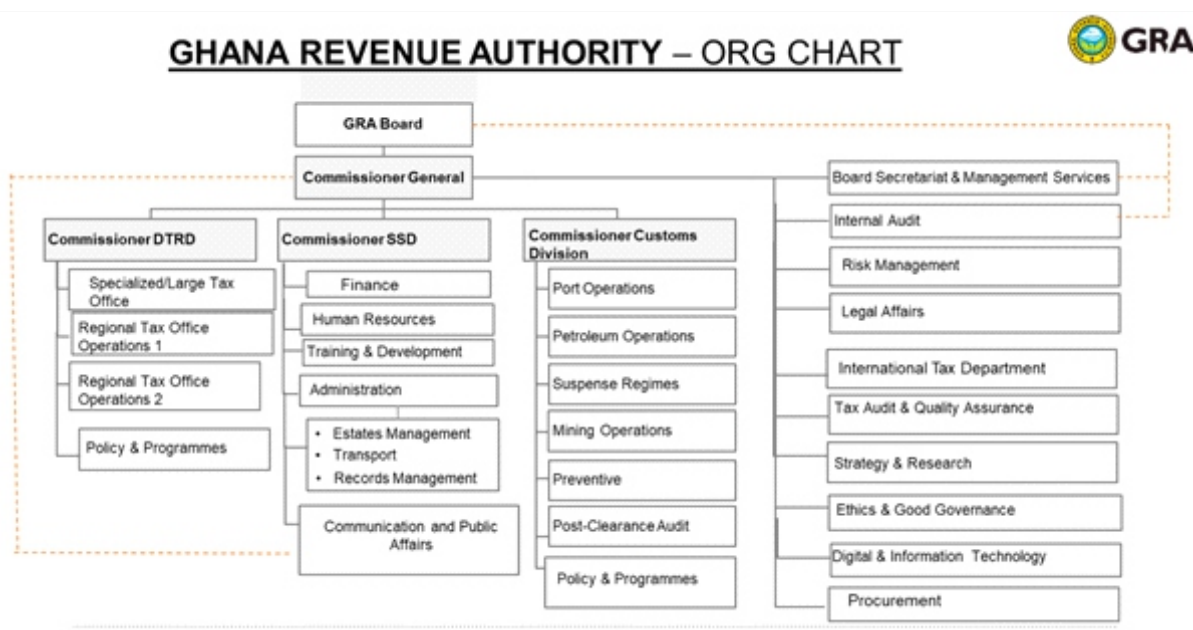 GHANA REVENUE AUTHORITY – ORG CHART
GRA
GRA Board
Commissioner General
Commissioner DTRD
Specialized/Large Tax
Office
Regional Tax Office
Operations 1
Regional Tax Office
Operations 2
Policy & Programmes
Commissioner SSD
Finance
Human Resources
Training & Development
Administration
• Estates Management
• Transport
• Records Management
Communication and Public
Affairs
Commissioner Customs
Division
Port Operations
Petroleum Operations
Suspense Regimes
Mining Operations
Preventive
Post-Clearance Audit
Policy & Programmes
Board Secretariat & Management Services
Internal Audit
Risk Management
Legal Affairs
International Tax Department
Tax Audit & Quality Assurance
Strategy & Research
Ethics & Good Governance
Digital & Information Technology
Procurement